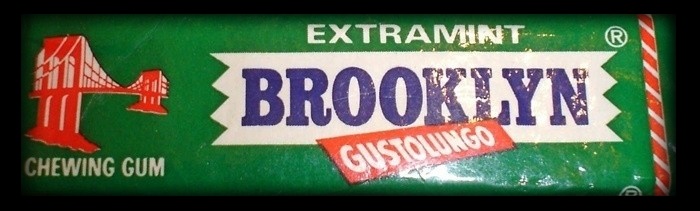 EXTRAMINT ®
BROOKLYN
GUSTOLUNGO
CHEWING GUM
®